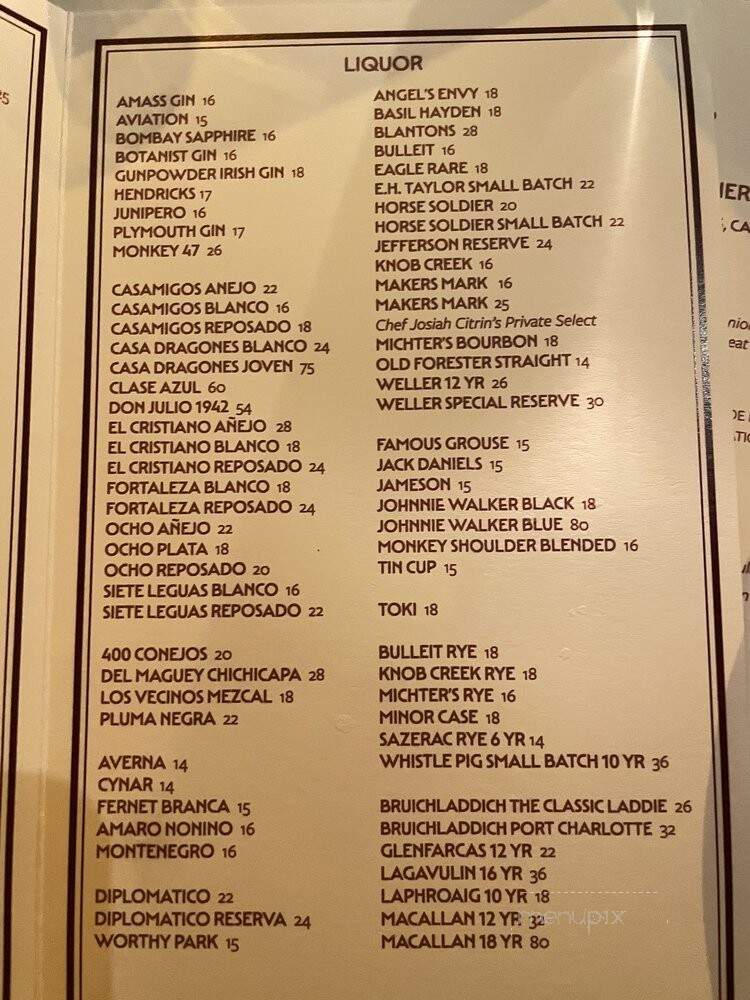 LIQUOR
AMASS GIN 16
AVIATION 15
BOMBAY SAPPHIRE 16
BOTANIST GIN 16
GUNPOWDER IRISH GIN 18
HENDRICKS 17
JUNIPERO 16
PLYMOUTH GIN 17
MONKEY 47 26
CASAMIGOS ANEJO 22
CASAMIGOS BLANCO 16
CASAMIGOS REPOSADO 18
CASA DRAGONES BLANCO 24
CASA DRAGONES JOVEN 75
CLASE AZUL 60
DON JULIO 1942 54
EL CRISTIANO AÑEJO 28
EL CRISTIANO BLANCO 18
EL CRISTIANO REPOSADO 24
FORTALEZA BLANCO 18
FORTALEZA REPOSADO 24
OCHO AÑEJO 22
OCHO PLATA 18
OCHO REPOSADO 20
SIETE LEGUAS BLANCO 16
SIETE LEGUAS REPOSADO 22
400 CONEJOS 20
DEL MAGUEY CHICHICAPA 28
LOS VECINOS MEZCAL 18
PLUMA NEGRA 22
AVERNA 14
CYNAR 14
FERNET BRANCA 15
AMARO NONINO 16
MONTENEGRO 16
DIPLOMATICO 22
DIPLOMATICO RESERVA 24
WORTHY PARK 15
ANGEL'S ENVY 18
BASIL HAYDEN 18
BLANTONS 28
BULLEIT 16
EAGLE RARE 18
E.H. TAYLOR SMALL BATCH 22
HORSE SOLDIER 20
HORSE SOLDIER SMALL BATCH 22
JEFFERSON RESERVE 24
KNOB CREEK 16
MAKERS MARK 16
MAKERS MARK 25
Chef Josiah Citrin's Private Select
MICHTER'S BOURBON 18
OLD FORESTER STRAIGHT 14
WELLER 12 YR 26
WELLER SPECIAL RESERVE 30
FAMOUS GROUSE 15
JACK DANIELS 15
JAMESON 15
JOHNNIE WALKER BLACK 18
JOHNNIE WALKER BLUE 80
MONKEY SHOULDER BLENDED 16
TIN CUP 15
TOKI 18
BULLEIT RYE 18
KNOB CREEK RYE 18
MICHTER'S RYE 16
MINOR CASE 18
SAZERAC RYE 6 YR 14
WHISTLE PIG SMALL BATCH 10 YR 36
BRUICHLADDICH THE CLASSIC LADDIE 26
BRUICHLADDICH PORT CHARLOTTE 32
GLENFARCAS 12 YR 22
LAGAVULIN 16 YR 36
LAPHROAIG 10 YR 18
MACALLAN 12 YR 32
MACALLAN 18 YR 80
menupix